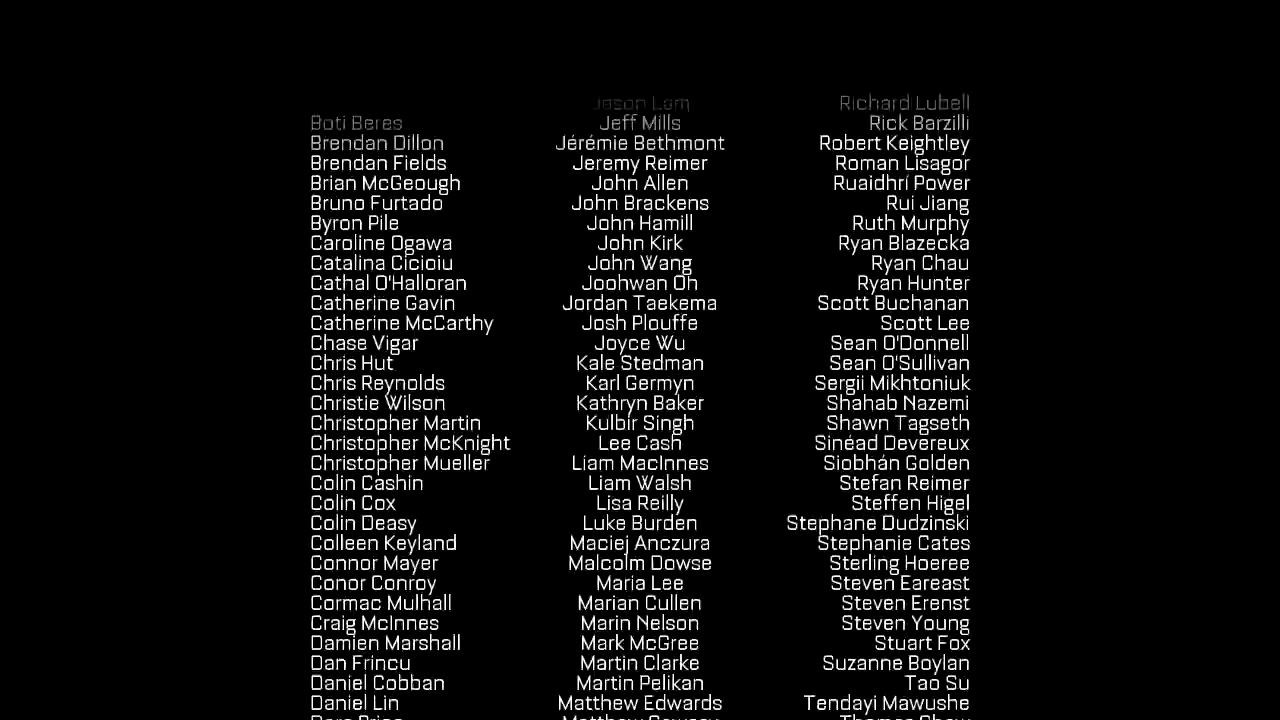 Jason Lam Richard Lubell
Boti Beres Jeff Mills Rick Barzilli
Brendan Dillon Jérémie Bethmont Robert Keightley
Brendan Fields Jeremy Reimer Roman Lisagor
Brian McGeough John Allen Ruaidhrí Power
Bruno Furtado John Brackens Rui Jiang
Byron Pile John Hamill Ruth Murphy
Caroline Ogawa John Kirk Ryan Blazecka
Catalina Cicioiu John Wang Ryan Chau
Cathal O'Halloran Joohwan Oh Ryan Hunter
Catherine Gavin Jordan Taekema Scott Buchanan
Catherine McCarthy Josh Plouffe Scott Lee
Chase Vigar Joyce Wu Sean O'Donnell
Chris Hut Kale Stedman Sean O'Sullivan
Chris Reynolds Karl Germyn Sergii Mikhtoniuk
Christie Wilson Kathryn Baker Shahab Nazemi
Christopher Martin Kulbir Singh Shawn Tagseth
Christopher McKnight Lee Cash Sinéad Devereux
Christopher Mueller Liam MacInnes Siobhán Golden
Colin Cashin Liam Walsh Stefan Reimer
Colin Cox Lisa Reilly Steffen Higel
Colin Deasy Luke Burden Stephane Dudzinski
Colleen Keyland Maciej Anczura Stephanie Cates
Connor Mayer Malcolm Dowse Sterling Hoeree
Conor Conroy Maria Lee Steven Eareast
Cormac Mulhall Marian Cullen Steven Erenst
Craig McInnes Marin Nelson Steven Young
Damien Marshall Mark McGree Stuart Fox
Dan Frincu Martin Clarke Suzanne Boylan
Daniel Cobban Martin Pelikan Tao Su
Daniel Lin Matthew Edwards Tendayi Mawushe
Matthew